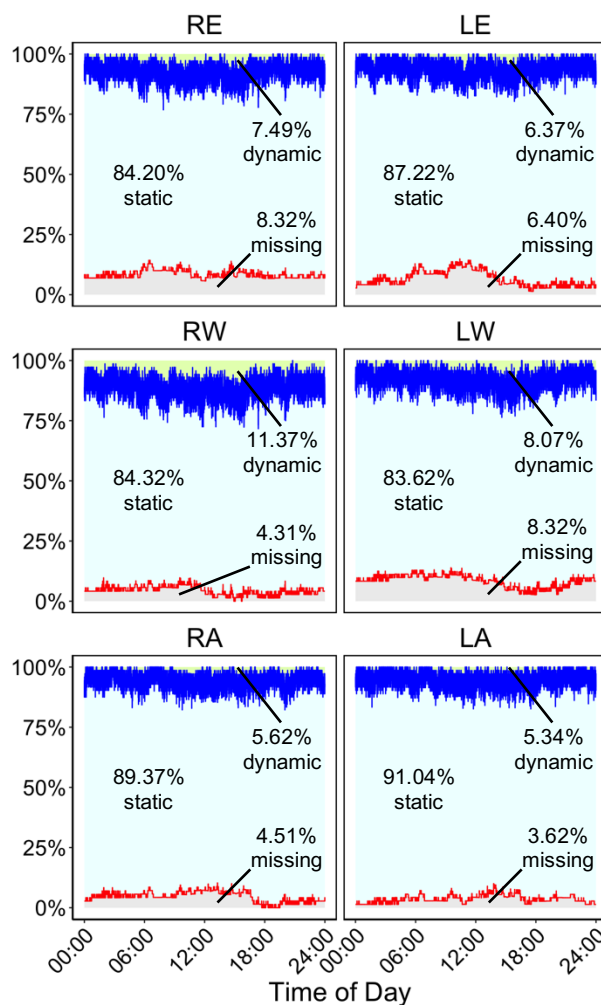 RE
LE
100%
75%
50%
25%
0%
7.49%
dynamic
84.20%
static
8.32%
missing
6.37%
dynamic
87.22%
static
6.40%
missing
RW
LW
100%
75%
50%
25%
0%
11.37%
dynamic
84.32%
static
4.31%
missing
8.07%
dynamic
83.62%
static
8.32%
missing
RA
LA
100%
75%
50%
25%
0%
5.62%
dynamic
89.37%
static
4.51%
missing
5.34%
dynamic
91.04%
static
3.62%
missing
00:00
06:00
12:00
18:00
24:00
00:00
06:00
12:00
18:00
24:00
Time of Day